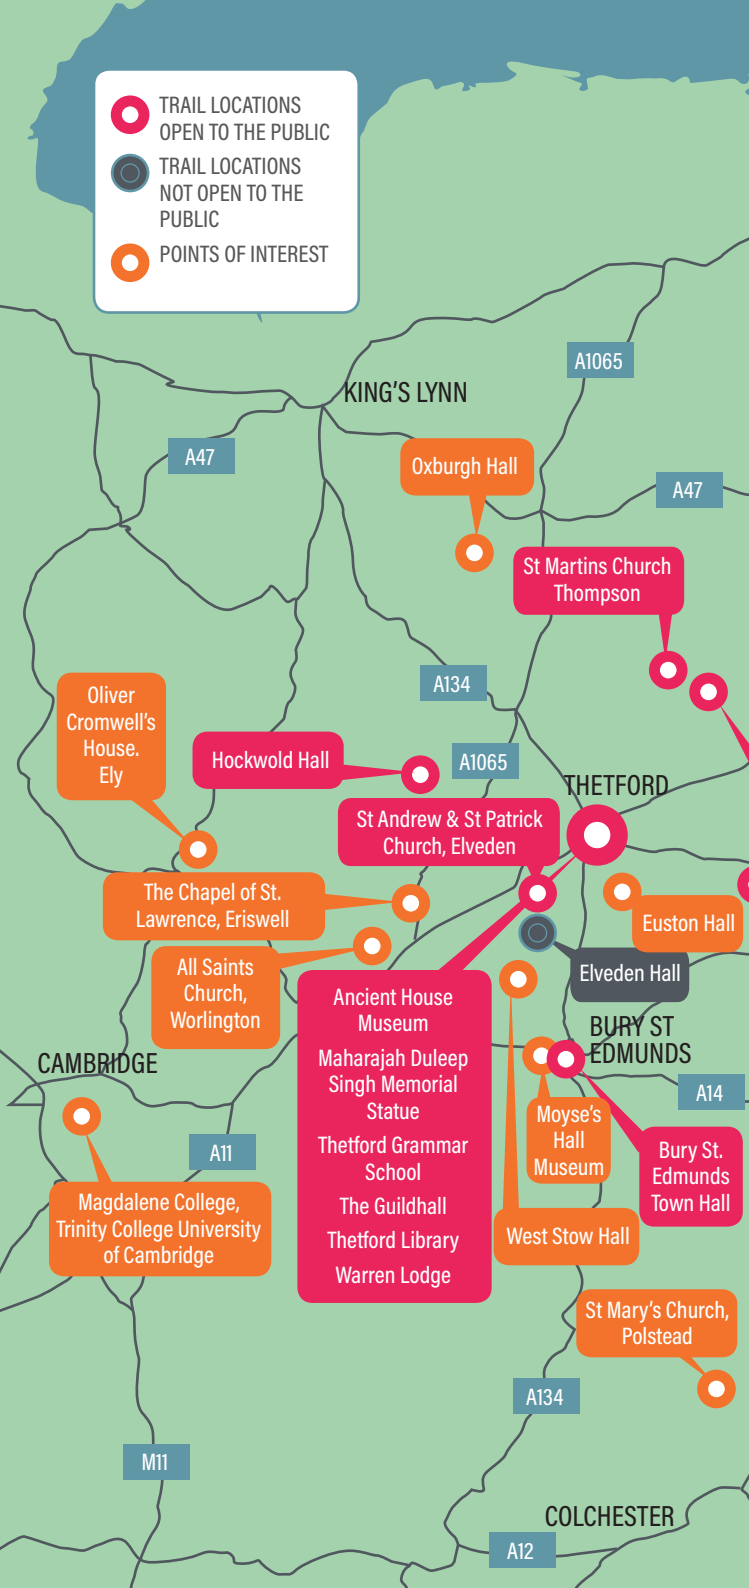 TRAIL LOCATIONS
OPEN TO THE PUBLIC
TRAIL LOCATIONS
NOT OPEN TO THE
PUBLIC
POINTS OF INTEREST
A1065
KING'S LYNN
A47
Oxburgh Hall
A47
St Martins Church
Thompson
A134
Oliver
Cromwell's
House.
Ely
Hockwold Hall
A1065
THETFORD
St Andrew & St Patrick
Church, Elveden
The Chapel of St.
Lawrence, Eriswell
Euston Hall
All Saints
Church,
Worlington
Elveden Hall
Ancient House
Museum
Maharajah Duleep
Singh Memorial
Statue
Thetford Grammar
School
The Guildhall
Thetford Library
Warren Lodge
BURY ST
EDMUNDS
CAMBRIDGE
A14
Moyse's
Hall
Museum
A11
Bury St.
Edmunds
Town Hall
Magdalene College,
Trinity College University
of Cambridge
West Stow Hall
St Mary's Church,
Polstead
A134
M11
COLCHESTER
A12